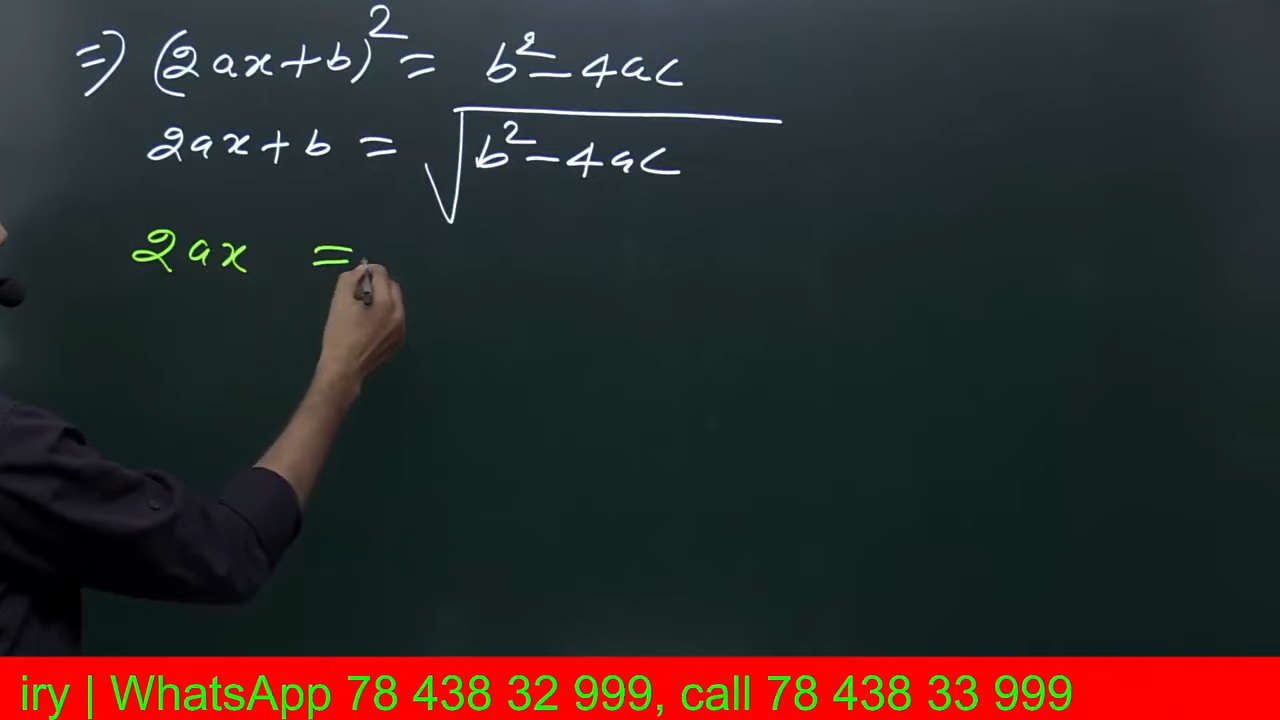 ⇒ (2ax+b)² = b²-4ac
2ax+b = √(b²-4ac)
2ax =
iry | WhatsApp 78 438 32 999, call 78 438 33 999